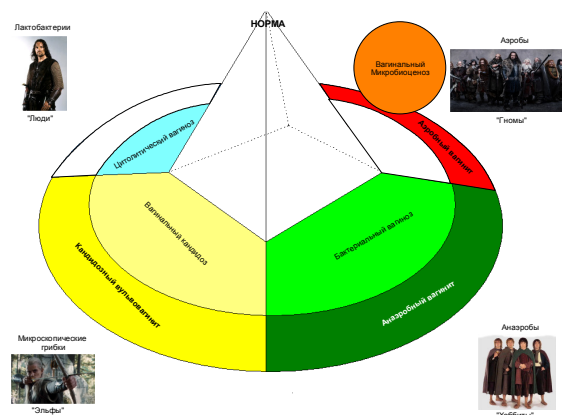 НОРМА
Лактобактерии
"Люди"
Вагинальный
Микробиоценоз
Аэробы
"Гномы"
Цитолитический вагиноз
Аэробный вагинит
Вагинальный кандидоз
Бактериальный вагиноз
Кандидозный вульвовагинит
Анаэробный вагинит
Микроскопические
грибки
"Эльфы"
Анаэробы
"Хоббиты"